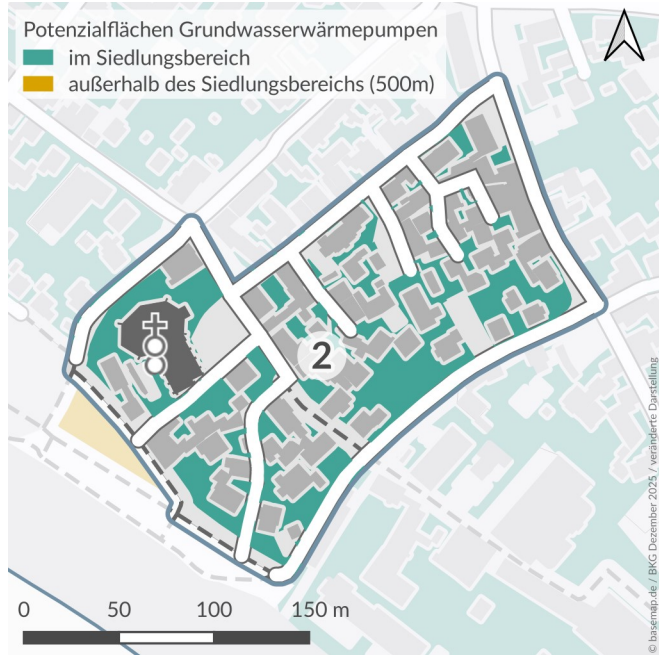 Potenzialflächen Grundwasserwärmepumpen
im Siedlungsbereich
außerhalb des Siedlungsbereichs (500m)
2
0 50 100 150 m
© basemap.de / BKG Dezember 2025 / veränderte Darstellung